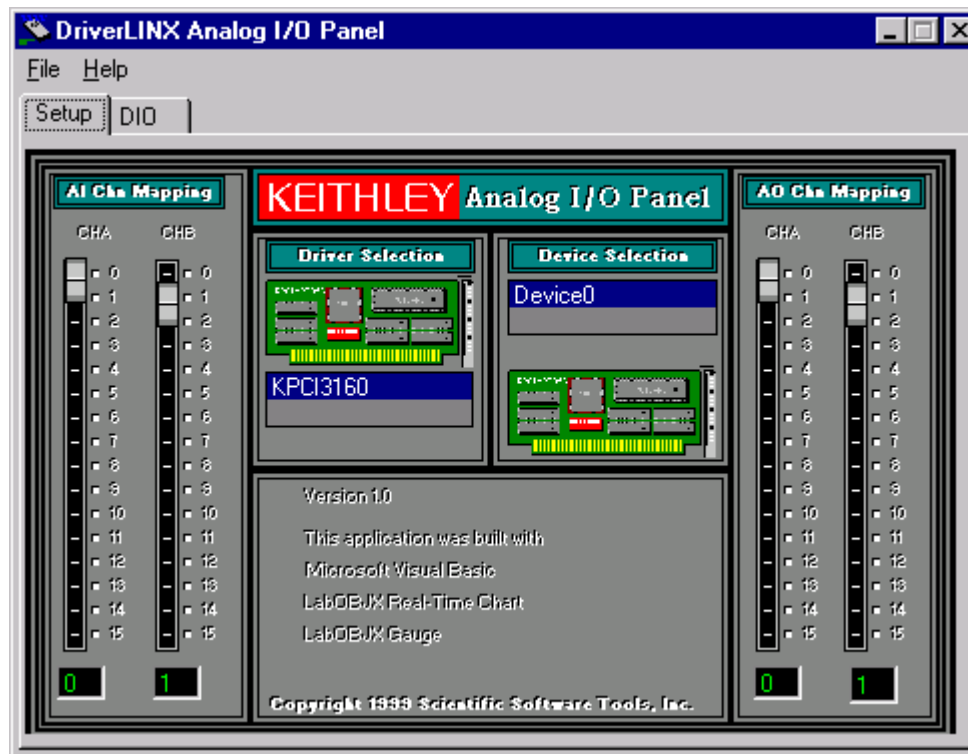 DriverLINX Analog I/O Panel
File Help
Setup DIO
AI Chn Mapping
CHA CHB
0 0
1 1
2 2
3 3
4 4
5 5
6 6
7 7
8 8
9 9
10 10
11 11
12 12
13 13
14 14
15 15
0 1
KEITHLEY Analog I/O Panel
Driver Selection
KPCI3160
Device Selection
Device0
Version 1.0
This application was built with
Microsoft Visual Basic
LabOBJX Real-Time Chart
LabOBJX Gauge
Copyright 1999 Scientific Software Tools, Inc.
AO Chn Mapping
CHA CHB
0 0
1 1
2 2
3 3
4 4
5 5
6 6
7 7
8 8
9 9
10 10
11 11
12 12
13 13
14 14
15 15
0 1